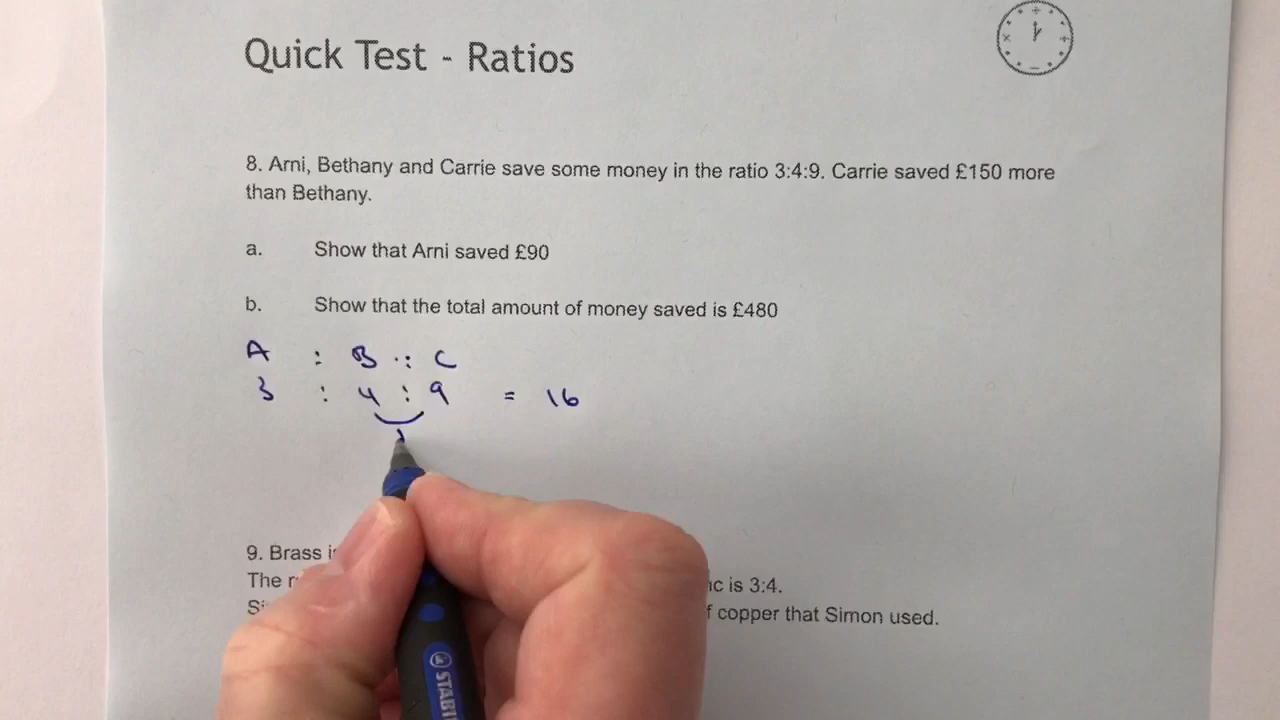 Quick Test - Ratios
8. Arni, Bethany and Carrie save some money in the ratio 3:4:9. Carrie saved £150 more
than Bethany.
a. Show that Arni saved £90
b. Show that the total amount of money saved is £480
A : B : C
3 : 4 : 9 = 16
9. Brass
The is 3:4.
copper that Simon used.
STABI